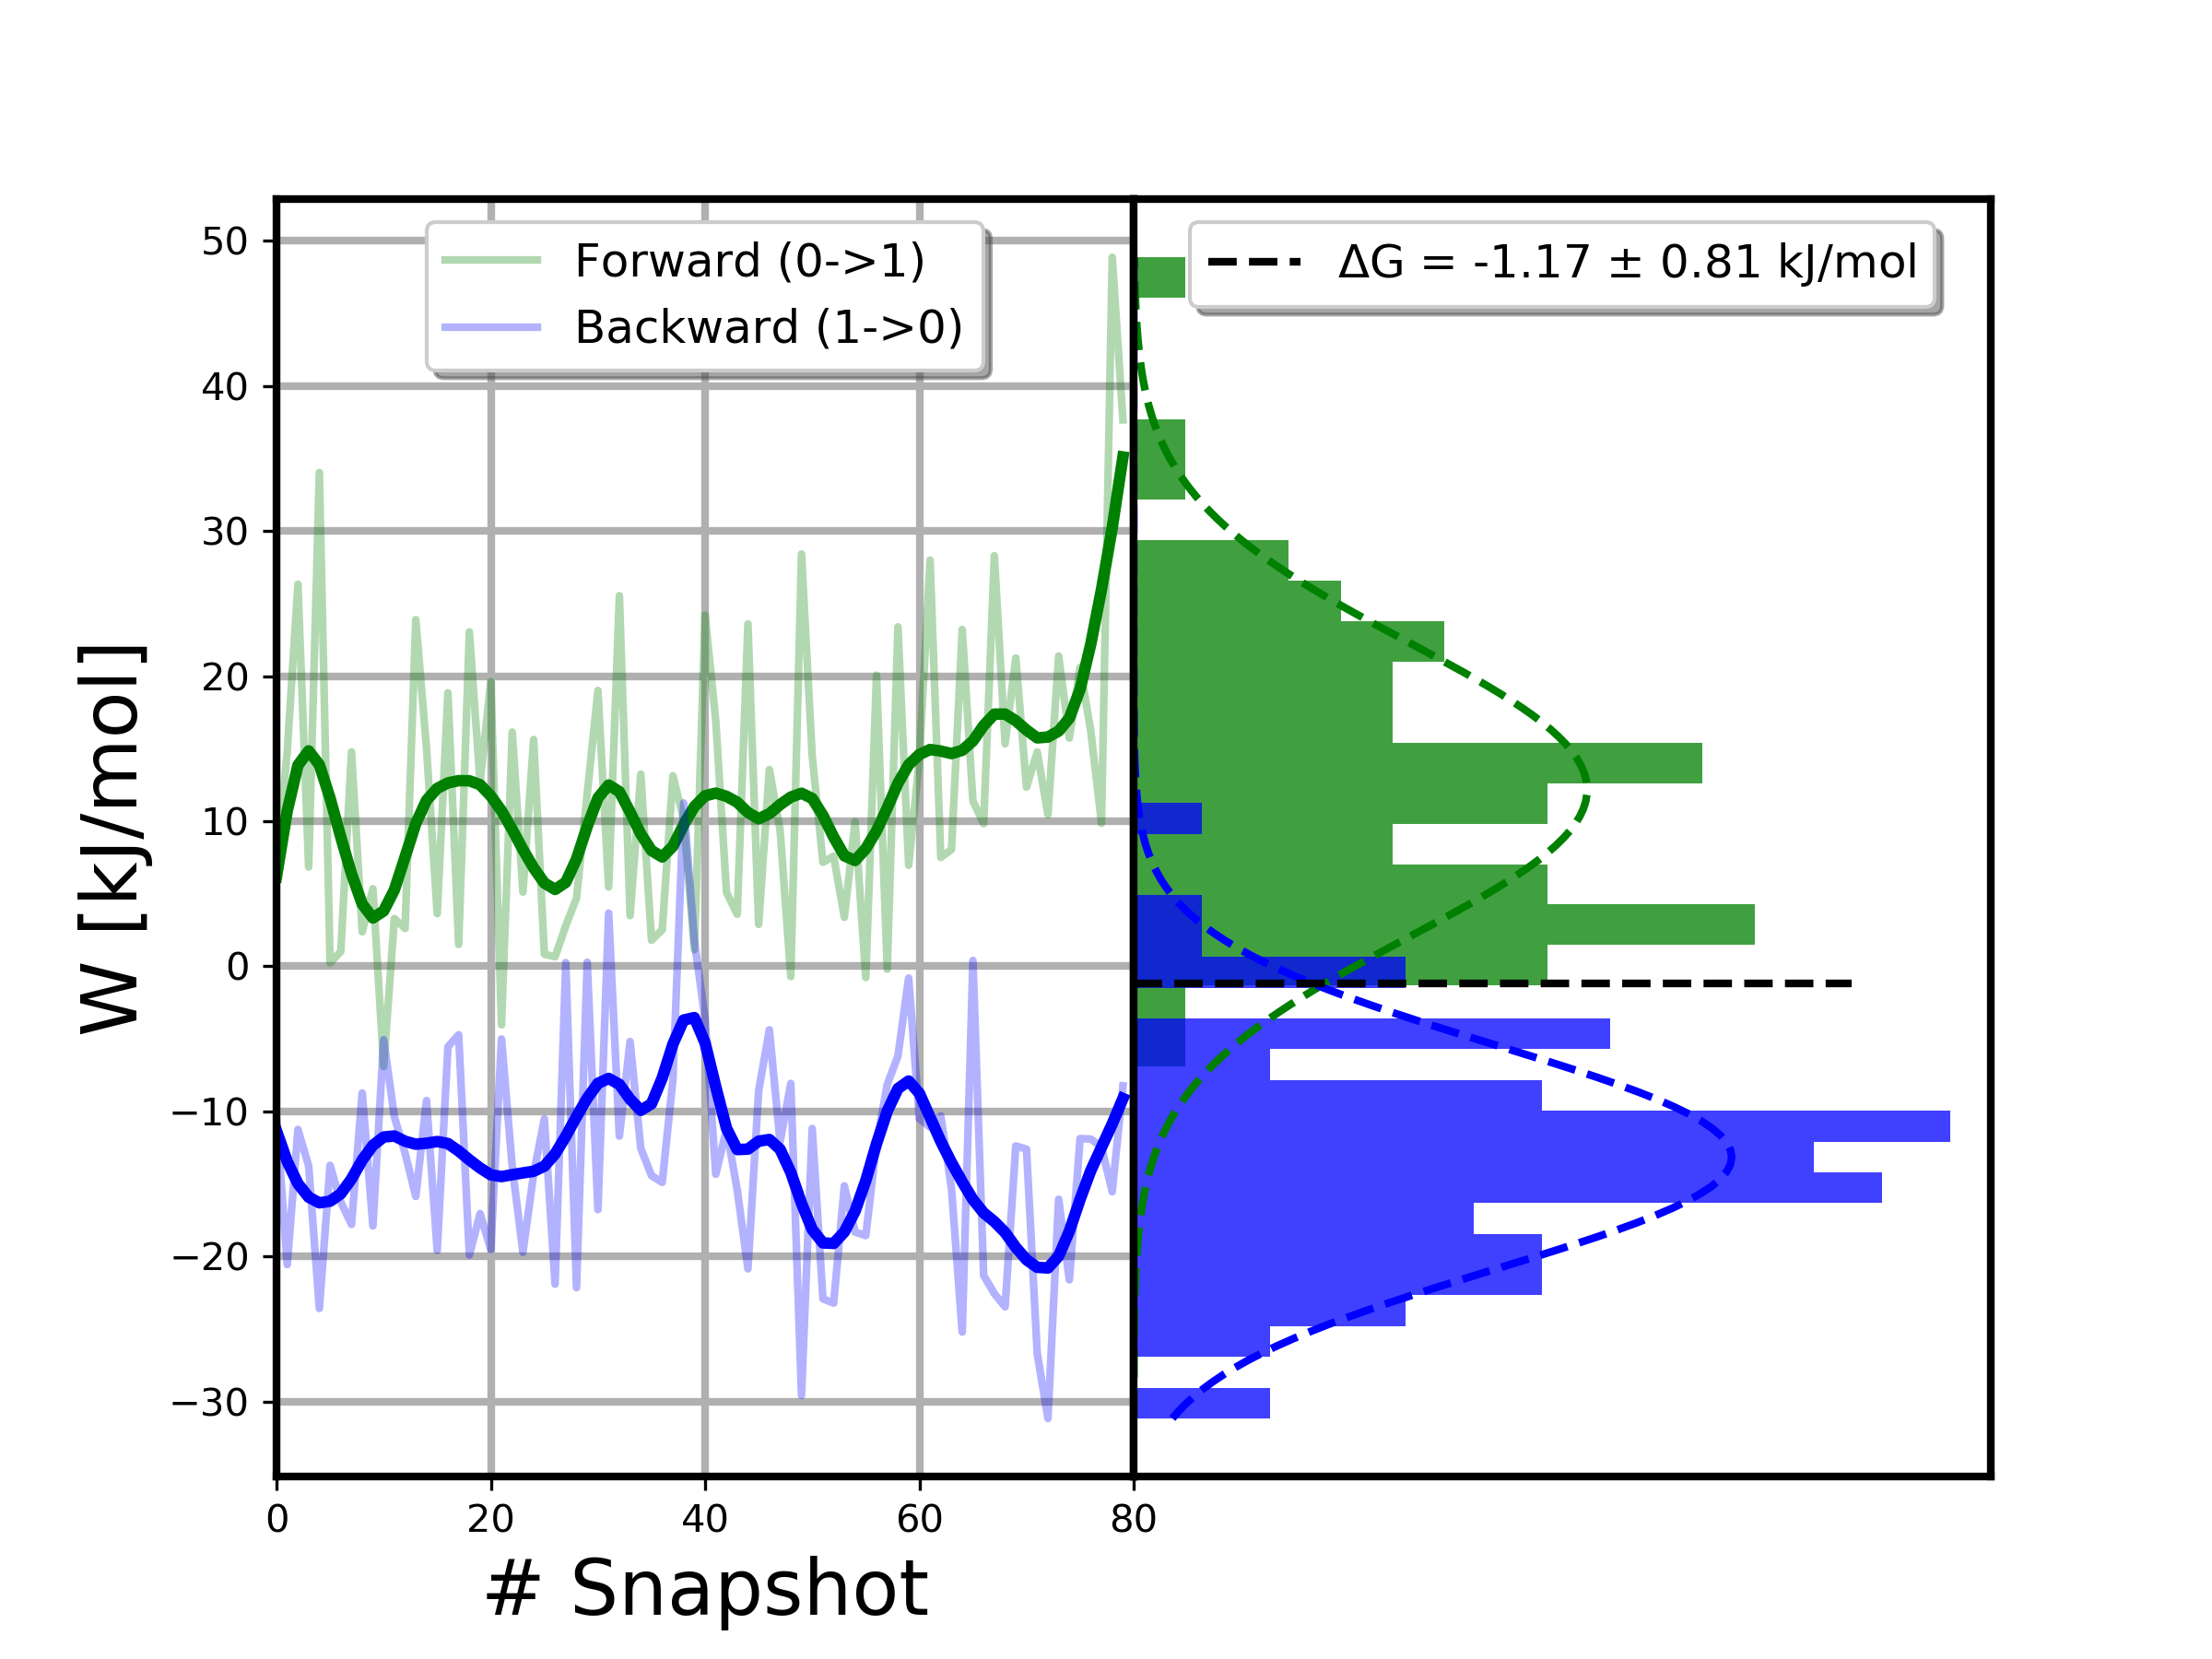 Forward (0->1)
Backward (1->0)
ΔG = -1.17 ± 0.81 kJ/mol
W [kJ/mol]
50
40
30
20
10
0
−10
−20
−30
0 20 40 60 80
# Snapshot